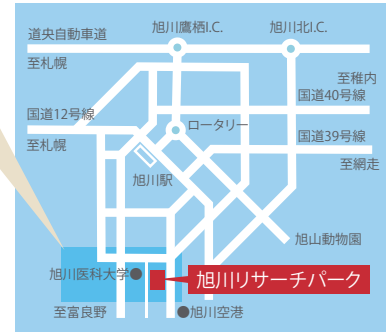 旭川鷹栖I.C.
旭川北I.C.
道央自動車道
至札幌
至稚内
国道40号線
国道12号線
ロータリー
至札幌
国道39号線
至網走
旭川駅
旭山動物園
旭川医科大学
旭川リサーチパーク
至富良野
旭川空港